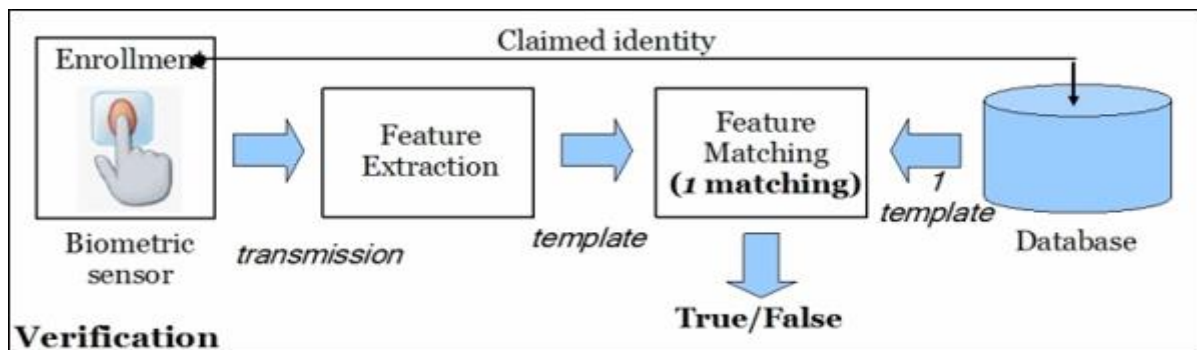 Claimed identity
Enrollment
Biometric
sensor
transmission
Feature
Extraction
template
Feature
Matching
(1 matching)
True/False
1
template
Database
Verification